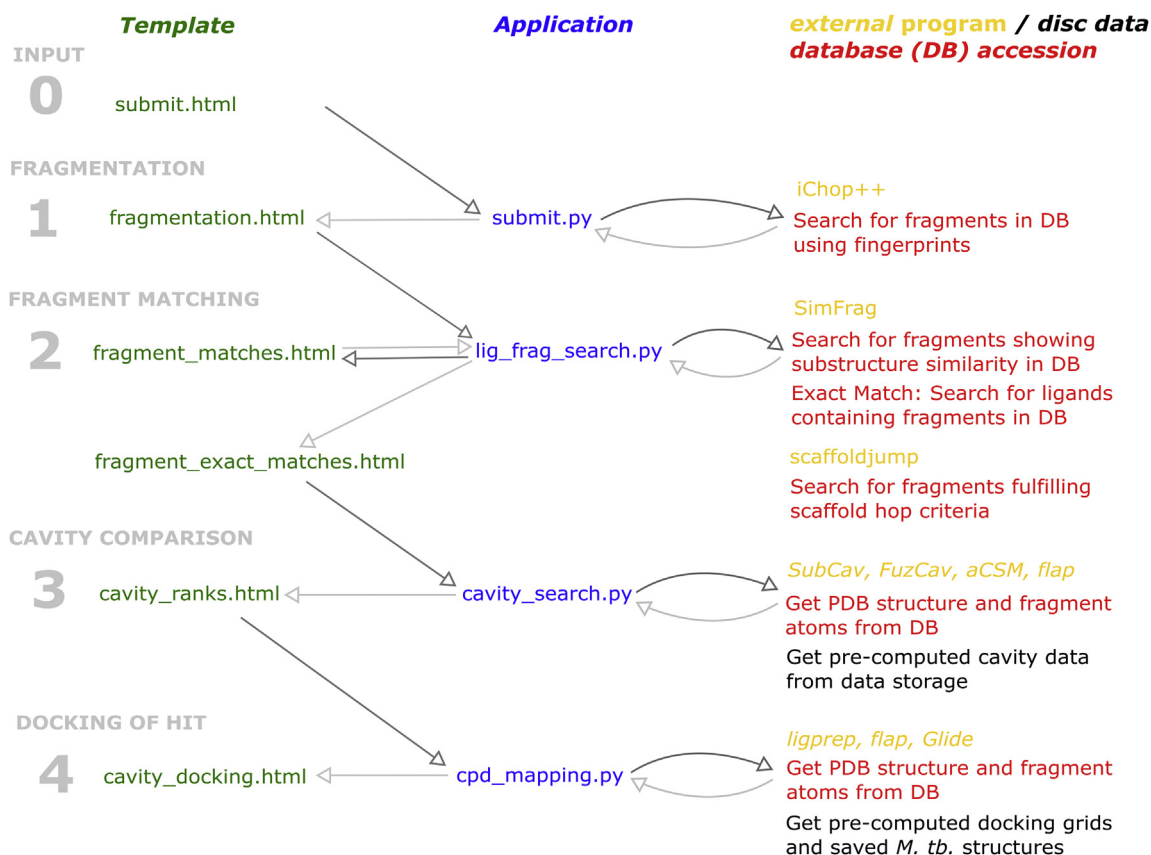 Template
Application
external program / disc data
database (DB) accession
INPUT
0
submit.html
FRAGMENTATION
1
fragmentation.html
submit.py
iChop++
Search for fragments in DB
using fingerprints
FRAGMENT MATCHING
2
fragment_matches.html
lig_frag_search.py
SimFrag
Search for fragments showing
substructure similarity in DB
Exact Match: Search for ligands
containing fragments in DB
fragment_exact_matches.html
scaffoldjump
Search for fragments fulfilling
scaffold hop criteria
CAVITY COMPARISON
3
cavity_ranks.html
cavity_search.py
SubCav, FuzCav, aCSM, flap
Get PDB structure and fragment
atoms from DB
Get pre-computed cavity data
from data storage
DOCKING OF HIT
4
cavity_docking.html
cpd_mapping.py
ligprep, flap, Glide
Get PDB structure and fragment
atoms from DB
Get pre-computed docking grids
and saved M. tb. structures